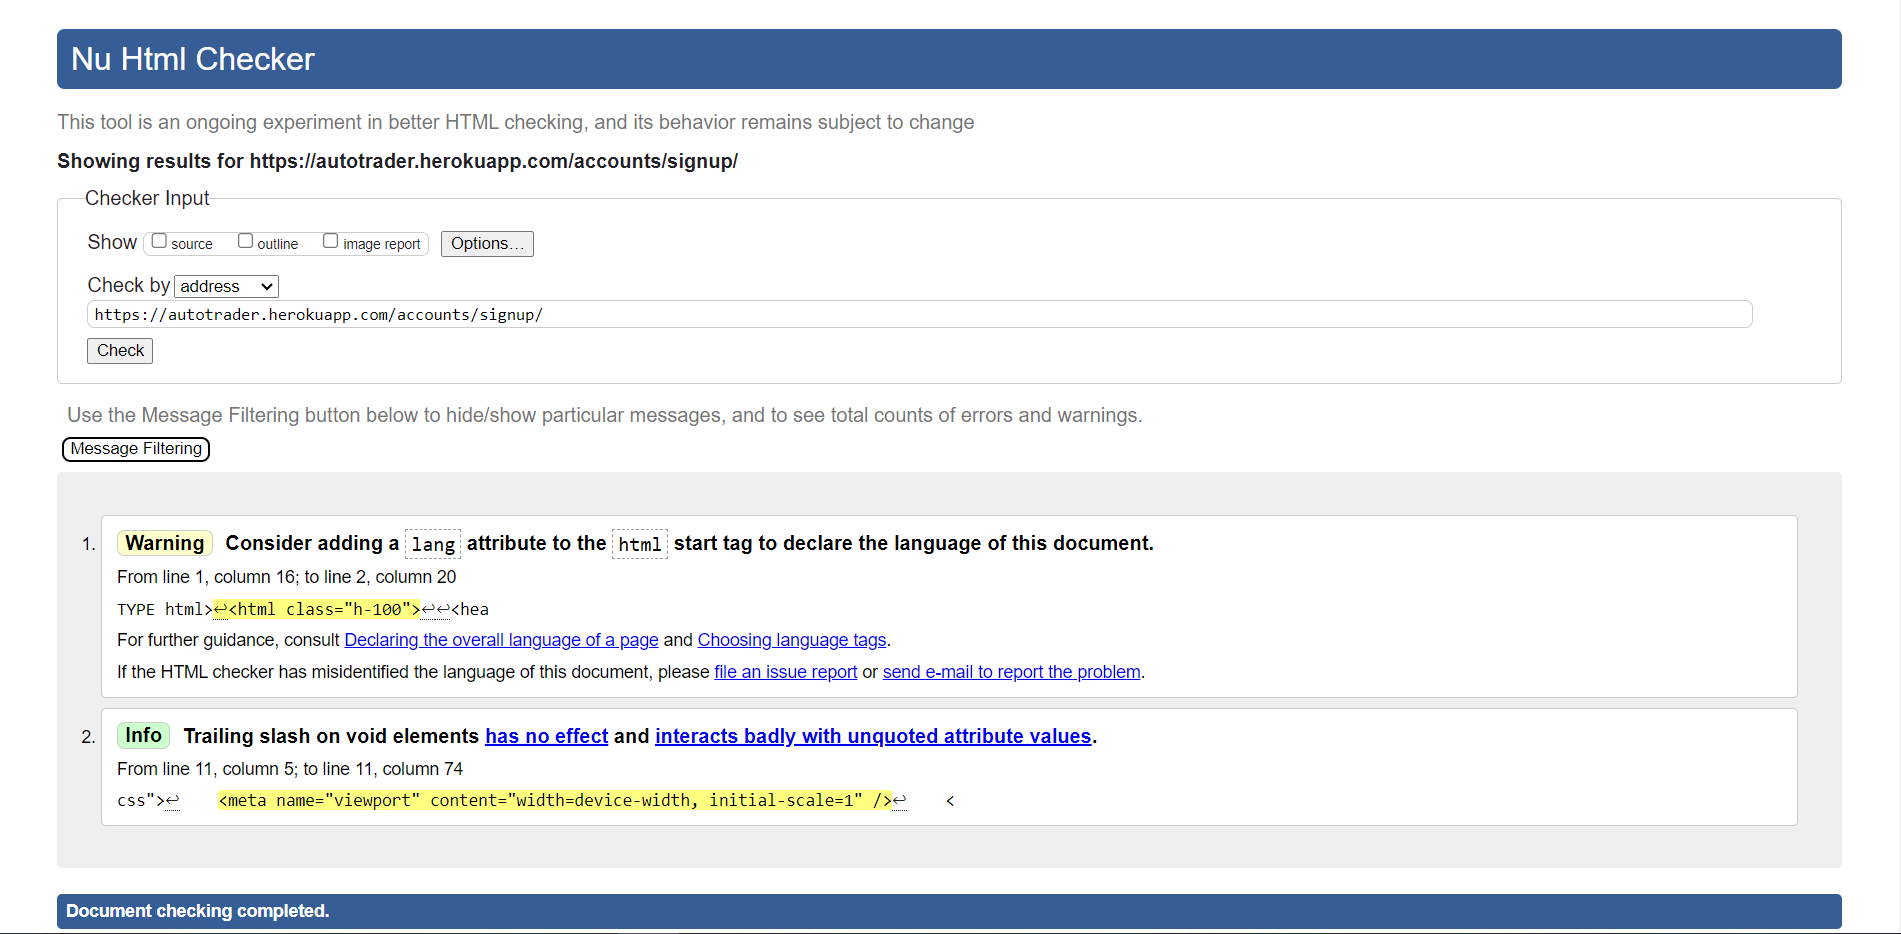 Nu Html Checker
This tool is an ongoing experiment in better HTML checking, and its behavior remains subject to change
Showing results for https://autotrader.herokuapp.com/accounts/signup/
Checker Input
Show source outline image report Options...
Check by address
https://autotrader.herokuapp.com/accounts/signup/
Check
Use the Message Filtering button below to hide/show particular messages, and to see total counts of errors and warnings.
Message Filtering
1. Warning Consider adding a lang attribute to the html start tag to declare the language of this document.
From line 1, column 16; to line 2, column 20
TYPE html>↩<html class="h-100">↩↩<hea
For further guidance, consult Declaring the overall language of a page and Choosing language tags.
If the HTML checker has misidentified the language of this document, please file an issue report or send e-mail to report the problem.
2. Info Trailing slash on void elements has no effect and interacts badly with unquoted attribute values.
From line 11, column 5; to line 11, column 74
css">↩    <meta name="viewport" content="width=device-width, initial-scale=1" />↩    <
Document checking completed.